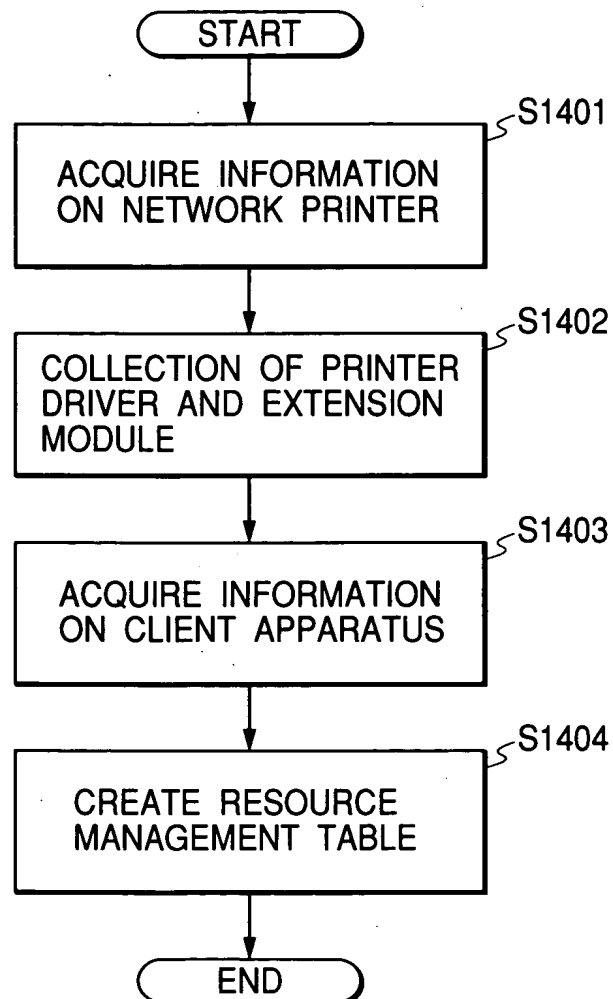 START
S1401
ACQUIRE INFORMATION
ON NETWORK PRINTER
S1402
COLLECTION OF PRINTER
DRIVER AND EXTENSION
MODULE
S1403
ACQUIRE INFORMATION
ON CLIENT APPARATUS
S1404
CREATE RESOURCE
MANAGEMENT TABLE
END